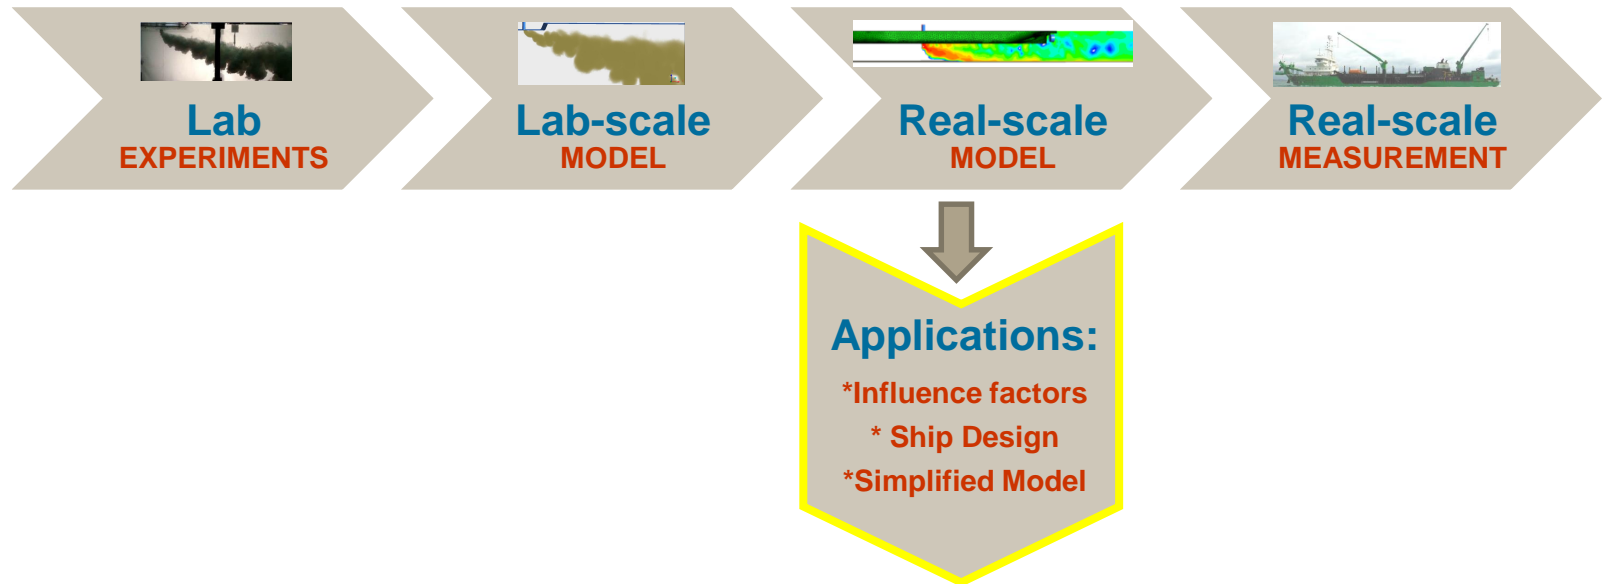 Lab
EXPERIMENTS
Lab-scale
MODEL
Real-scale
MODEL
Real-scale
MEASUREMENT
Applications:
*Influence factors
* Ship Design
*Simplified Model